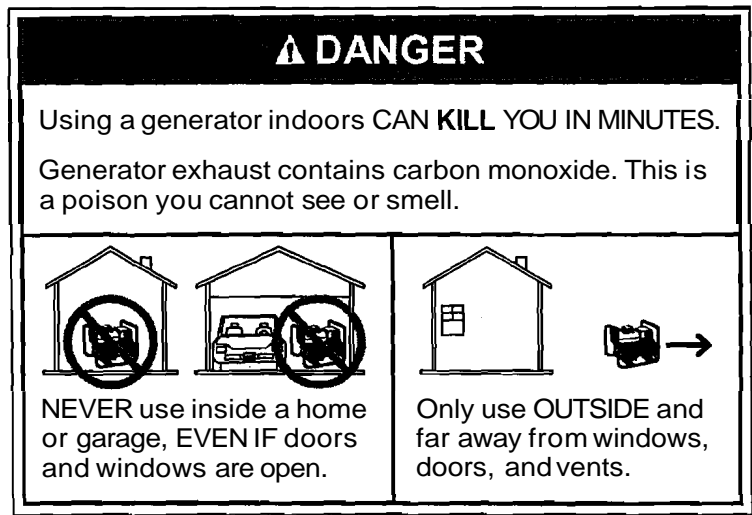 ⚠ DANGER
Using a generator indoors CAN KILL YOU IN MINUTES.
Generator exhaust contains carbon monoxide. This is
a poison you cannot see or smell.
NEVER use inside a home
or garage, EVEN IF doors
and windows are open.
Only use OUTSIDE and
far away from windows,
doors, and vents.